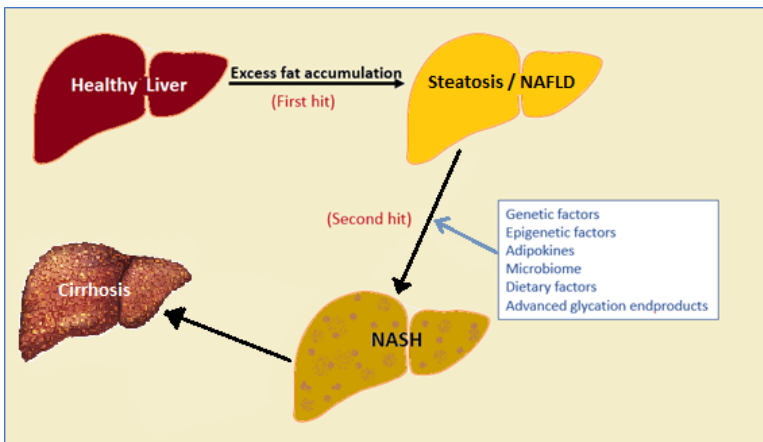 Healthy Liver
Excess fat accumulation
(First hit)
Steatosis / NAFLD
(Second hit)
Genetic factors
Epigenetic factors
Adipokines
Microbiome
Dietary factors
Advanced glycation endproducts
NASH
Cirrhosis